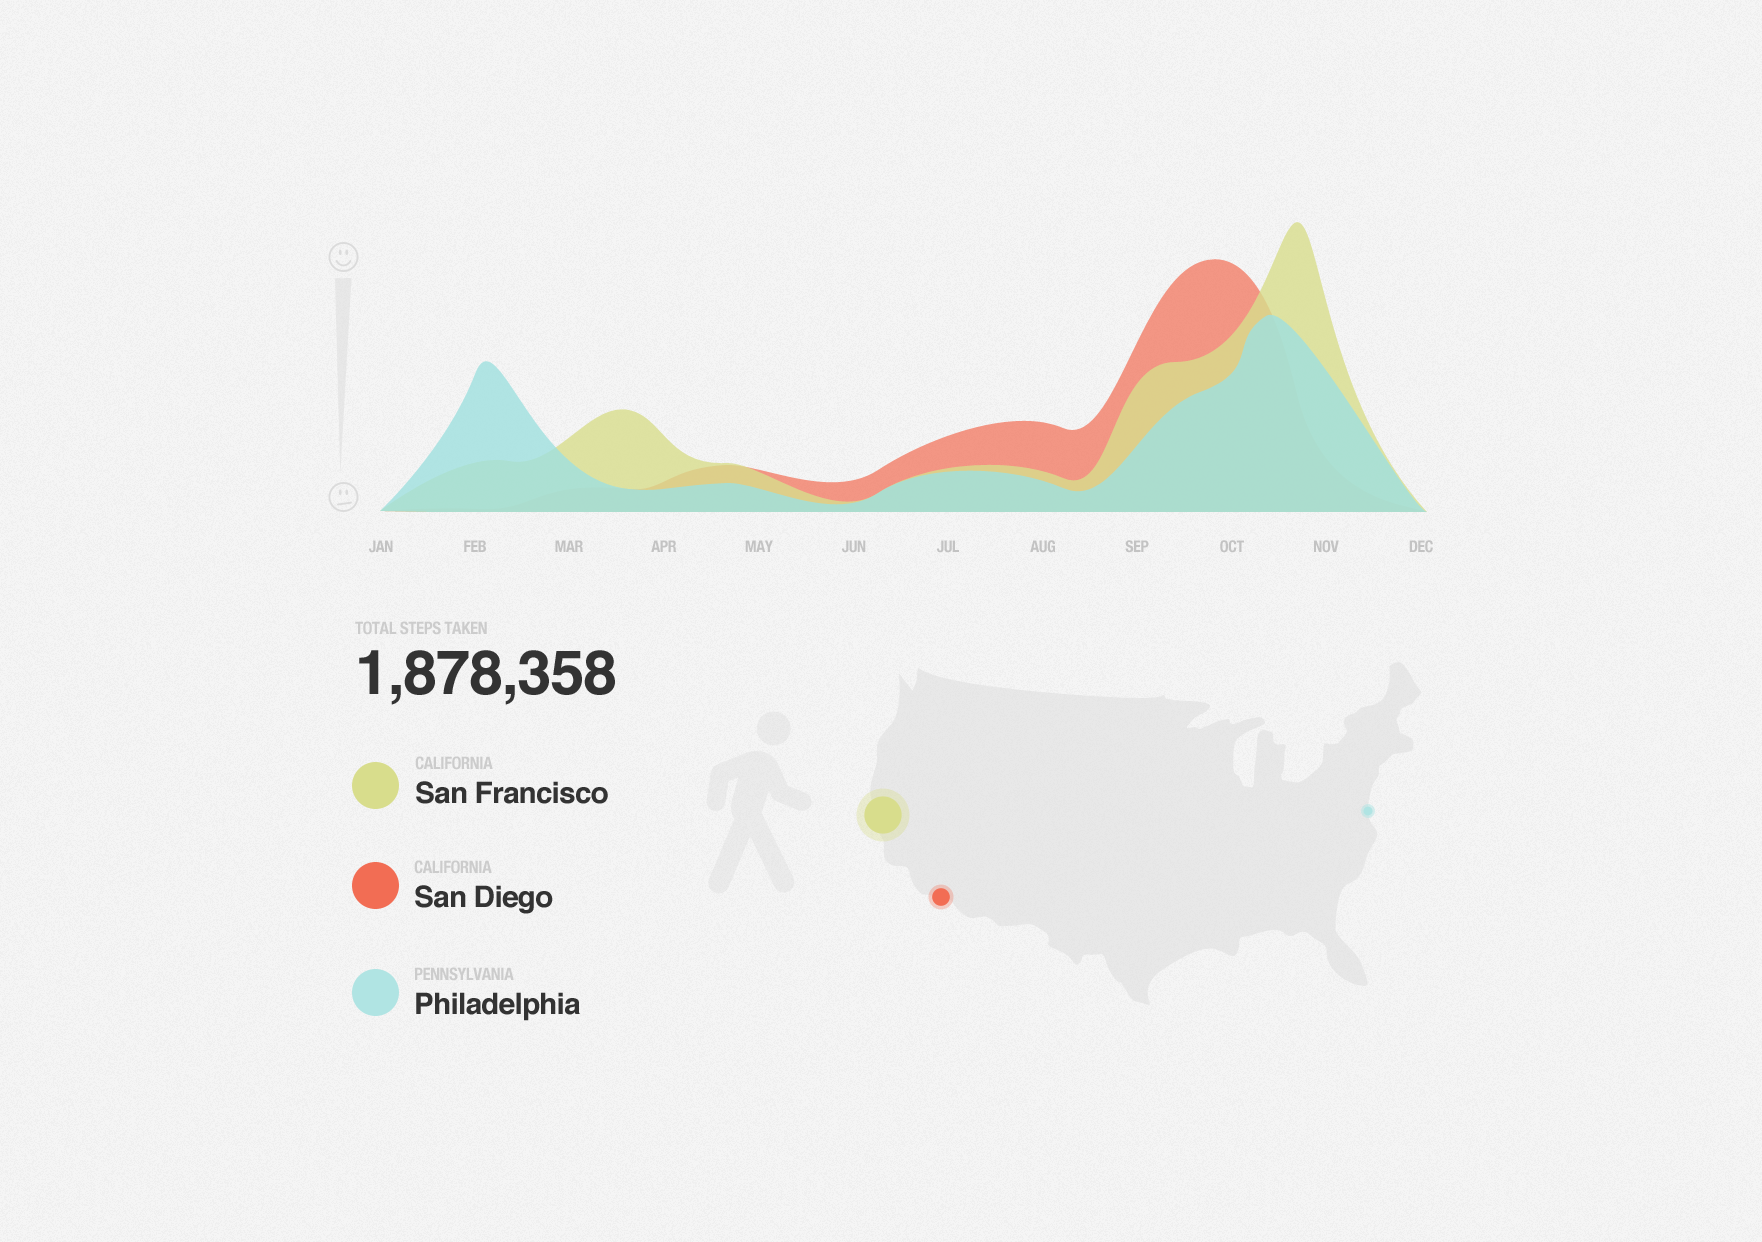 JAN FEB MAR APR MAY JUN JUL AUG SEP OCT NOV DEC
TOTAL STEPS TAKEN
1,878,358
CALIFORNIA
San Francisco
CALIFORNIA
San Diego
PENNSYLVANIA
Philadelphia